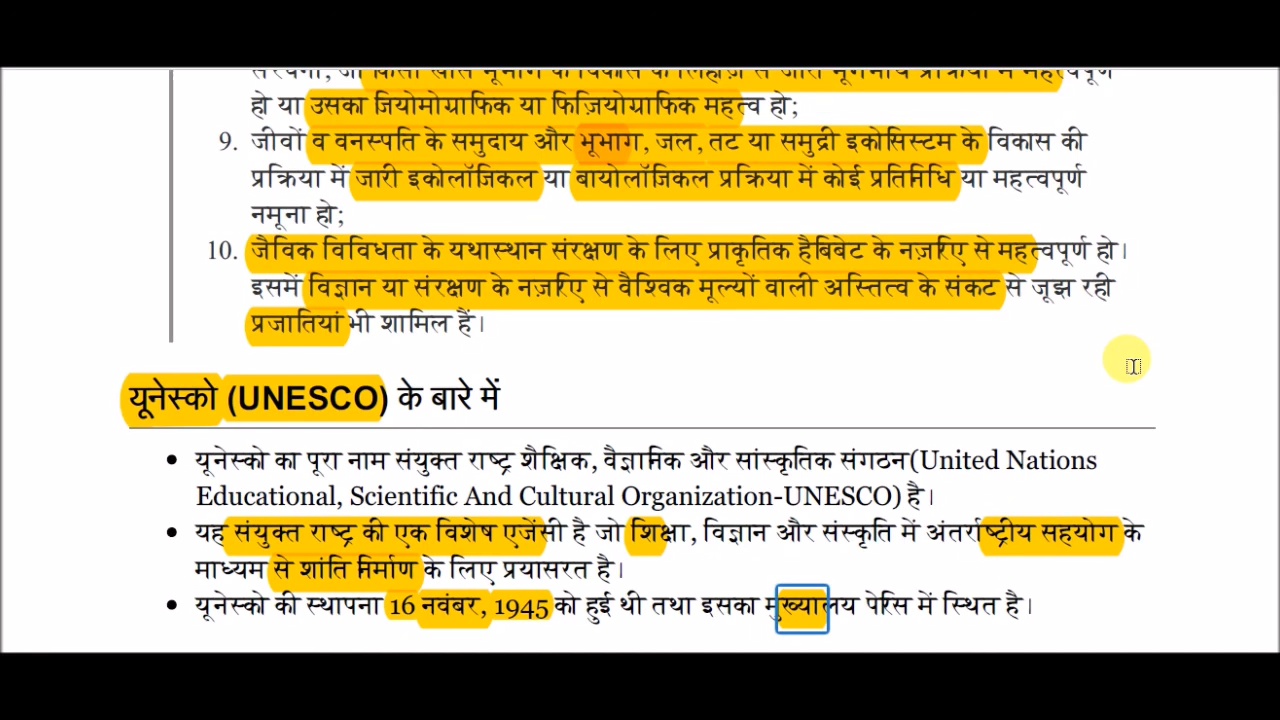 हो या उसका जियोमोग्राफिक या फिज़ियोग्राफिक महत्व हो;
9. जीवों व वनस्पति के समुदाय और भूभाग, जल, तट या समुद्री इकोसिस्टम के विकास की
प्रक्रिया में जारी इकोलॉजिकल या बायोलॉजिकल प्रक्रिया में कोई प्रतिनिधि या महत्वपूर्ण
नमूना हो;
10. जैविक विविधता के यथास्थान संरक्षण के लिए प्राकृतिक हैबिबेट के नज़रिए से महत्वपूर्ण हो।
इसमें विज्ञान या संरक्षण के नज़रिए से वैश्विक मूल्यों वाली अस्तित्व के संकट से जूझ रही
प्रजातियां भी शामिल हैं।
यूनेस्को (UNESCO) के बारे में
• यूनेस्को का पूरा नाम संयुक्त राष्ट्र शैक्षिक, वैज्ञानिक और सांस्कृतिक संगठन(United Nations
Educational, Scientific And Cultural Organization-UNESCO) है।
• यह संयुक्त राष्ट्र की एक विशेष एजेंसी है जो शिक्षा, विज्ञान और संस्कृति में अंतर्राष्ट्रीय सहयोग के
माध्यम से शांति निर्माण के लिए प्रयासरत है।
• यूनेस्को की स्थापना 16 नवंबर, 1945 को हुई थी तथा इसका मुख्यालय पेरिस में स्थित है।